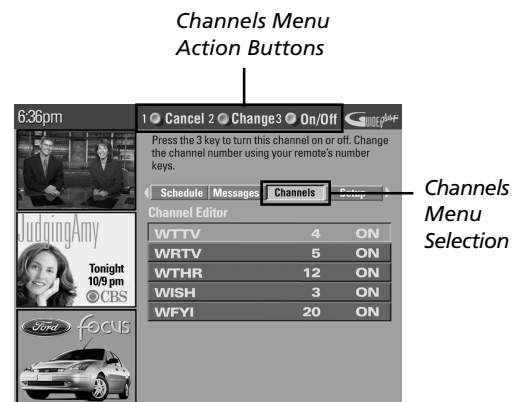 Channels Menu
Action Buttons
6:36pm
1 Cancel 2 Change3 On/Off
GUIDE Plus+
Press the 3 key to turn this channel on or off. Change
the channel number using your remote's number
keys.
Schedule Messages Channels Setup
Channels
Menu
Selection
Channel Editor
WTTV 4 ON
WRTV 5 ON
WTHR 12 ON
WISH 3 ON
WFYI 20 ON
JudgingAmy
Tonight
10/9 pm
CBS
Ford focus